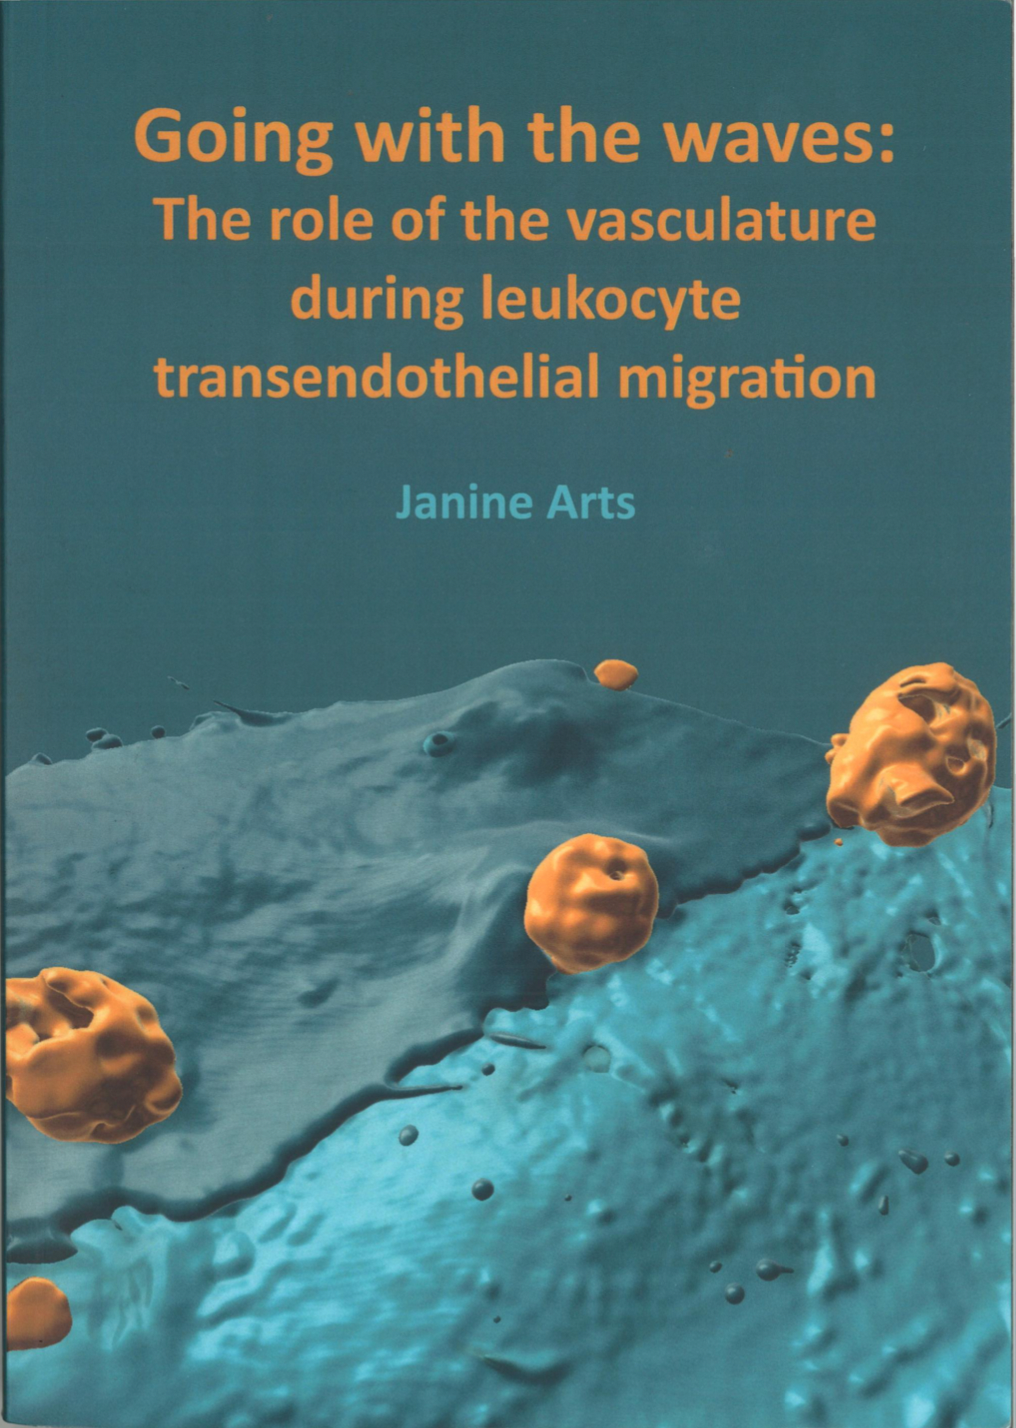 Going with the waves:
The role of the vasculature
during leukocyte
transendothelial migration
Janine Arts